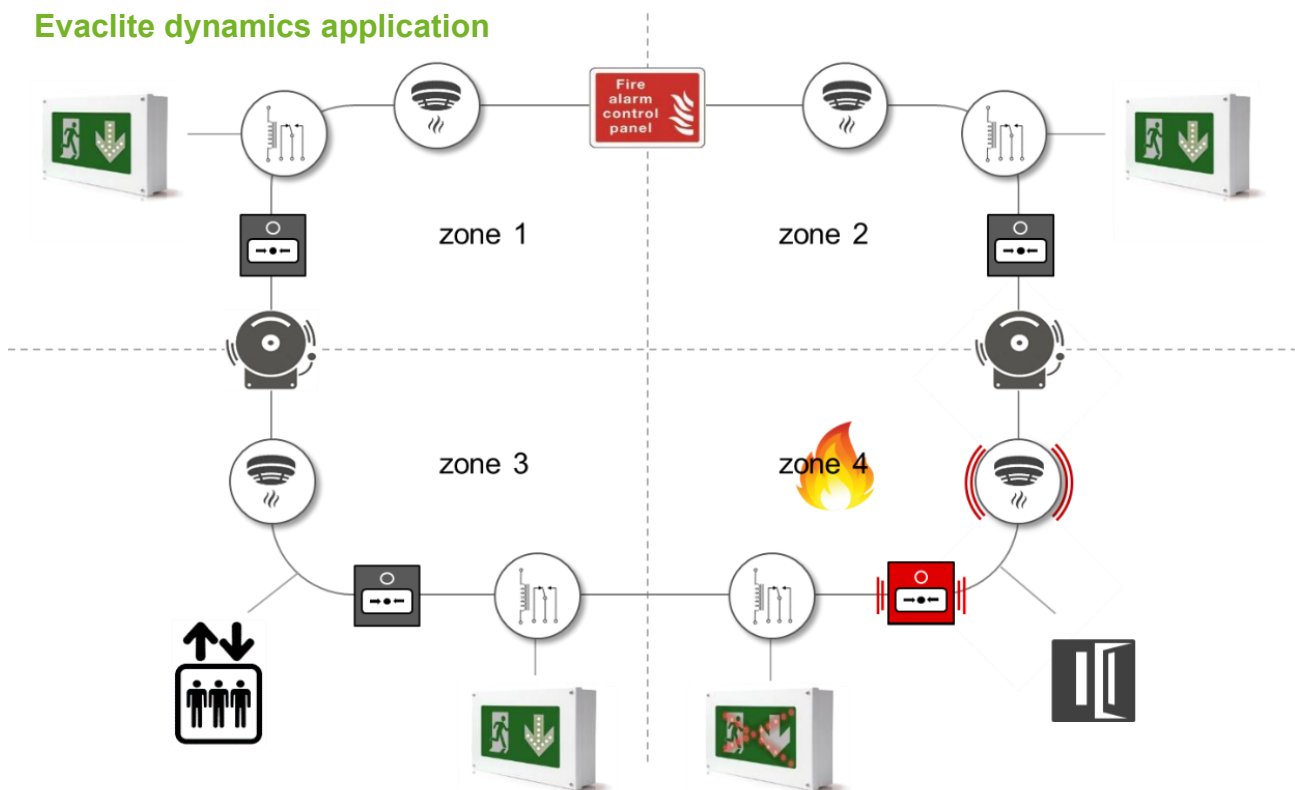 Evaclite dynamics application
Fire
alarm
control
panel
zone 1
zone 2
zone 3
zone 4